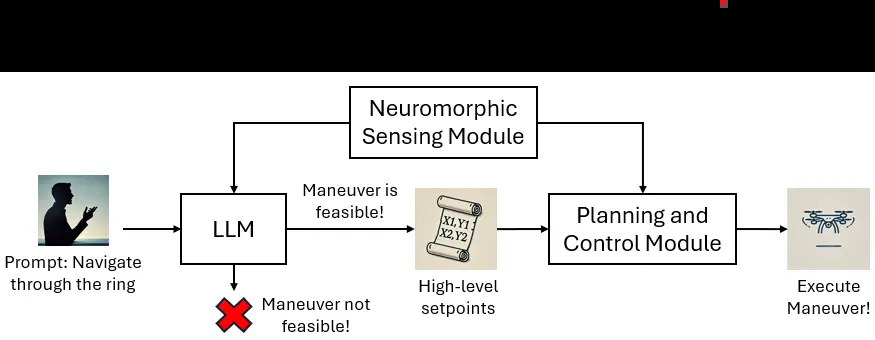 Neuromorphic
Sensing Module
Maneuver is
feasible!
LLM
X1,Y1
X2,Y2
Planning and
Control Module
Prompt: Navigate
through the ring
High-level
setpoints
Execute
Maneuver!
Maneuver not
feasible!